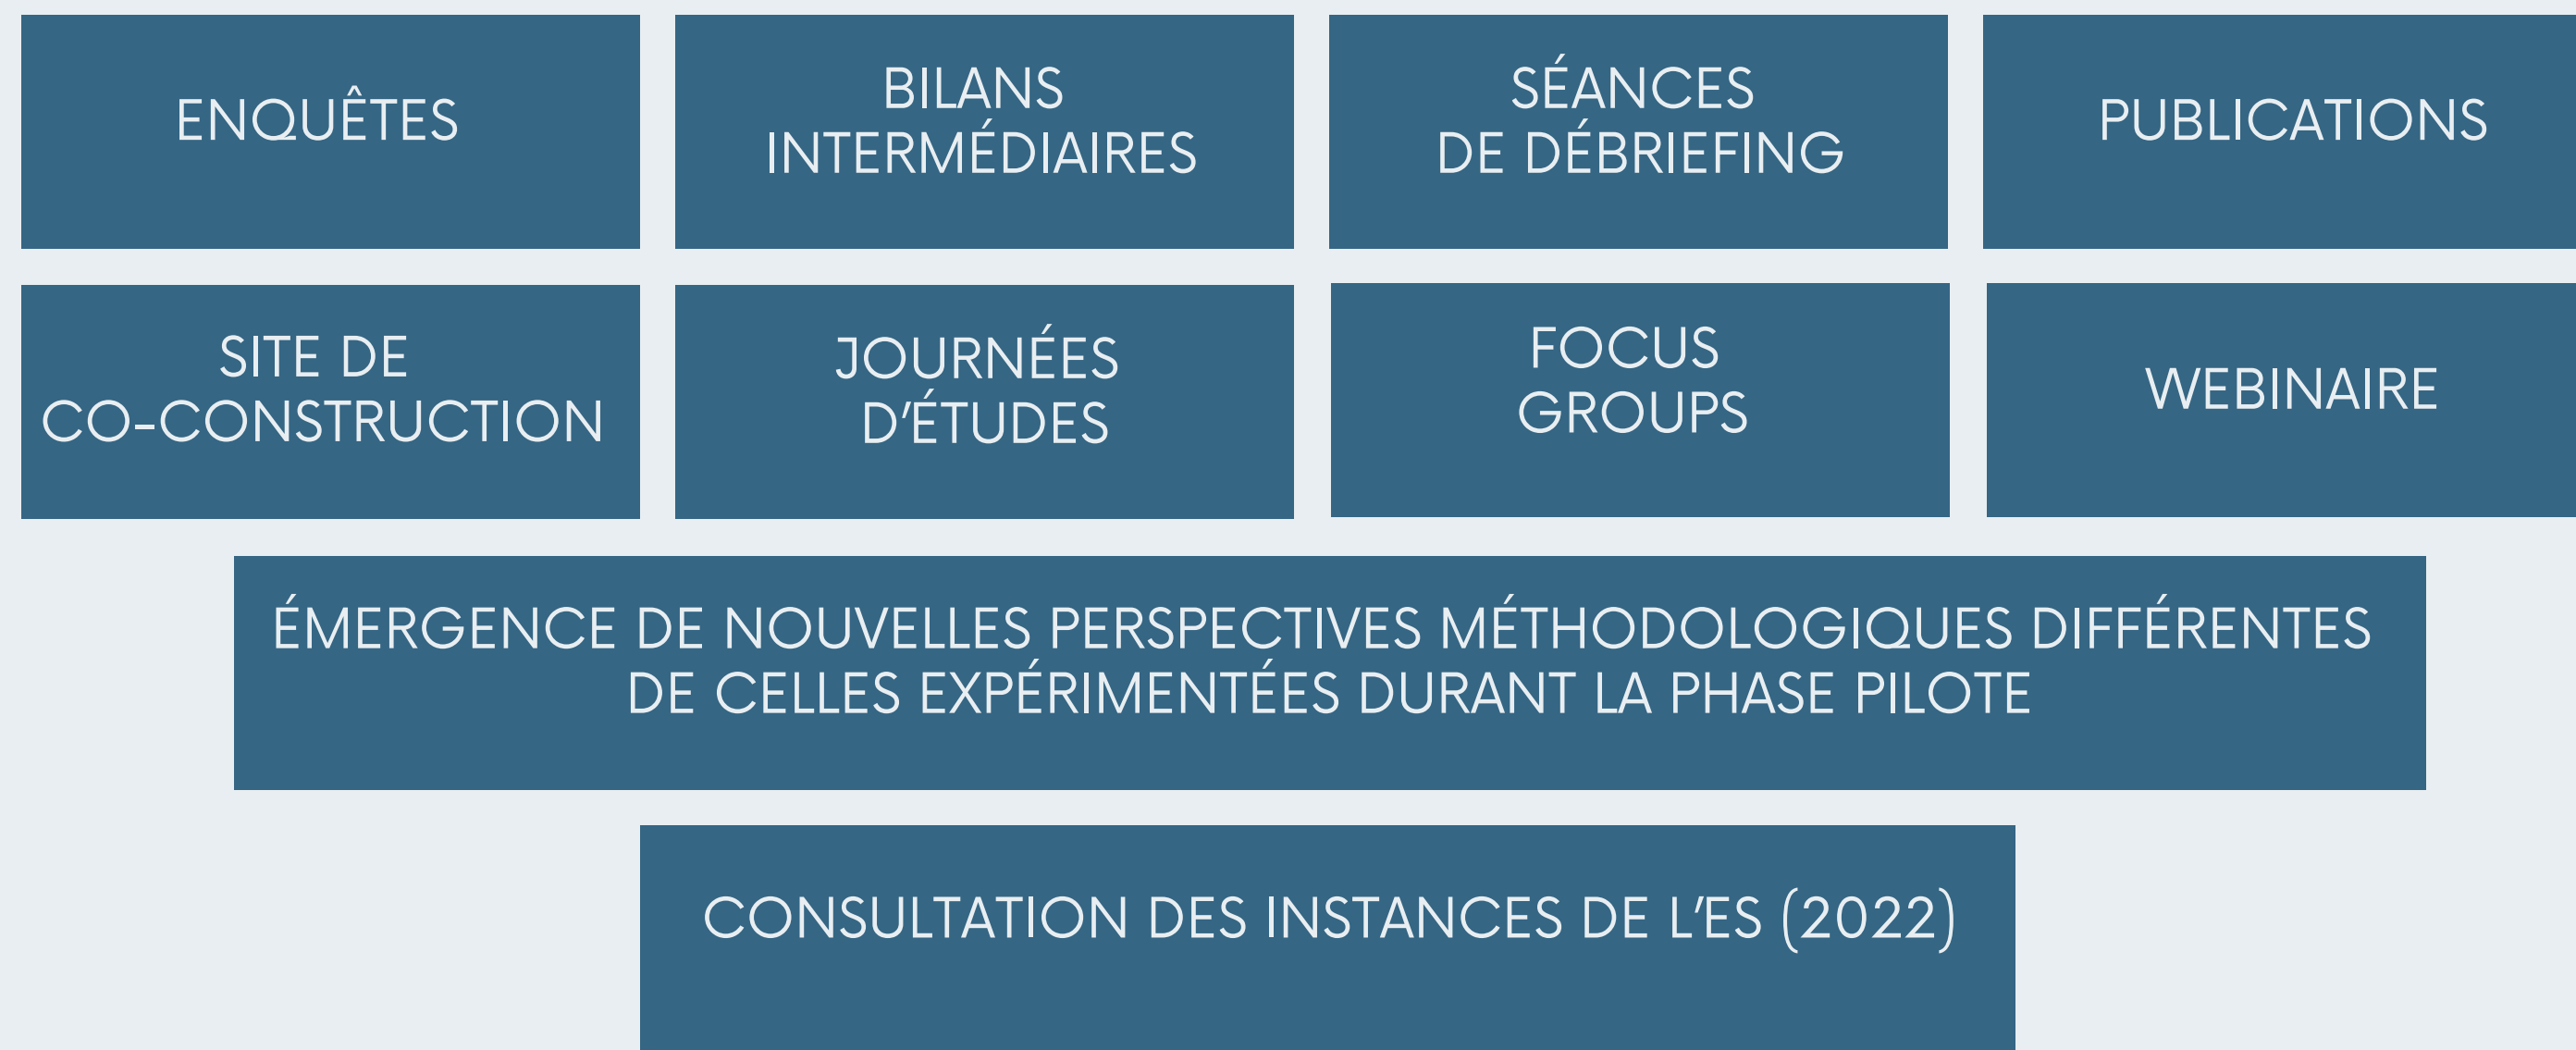 ENQUÊTES
BILANS
INTERMÉDIAIRES
SÉANCES
DE DÉBRIEFING
PUBLICATIONS
SITE DE
CO-CONSTRUCTION
JOURNÉES
D'ÉTUDES
FOCUS
GROUPS
WEBINAIRE
ÉMERGENCE DE NOUVELLES PERSPECTIVES MÉTHODOLOGIQUES DIFFÉRENTES
DE CELLES EXPÉRIMENTÉES DURANT LA PHASE PILOTE
CONSULTATION DES INSTANCES DE L'ES (2022)